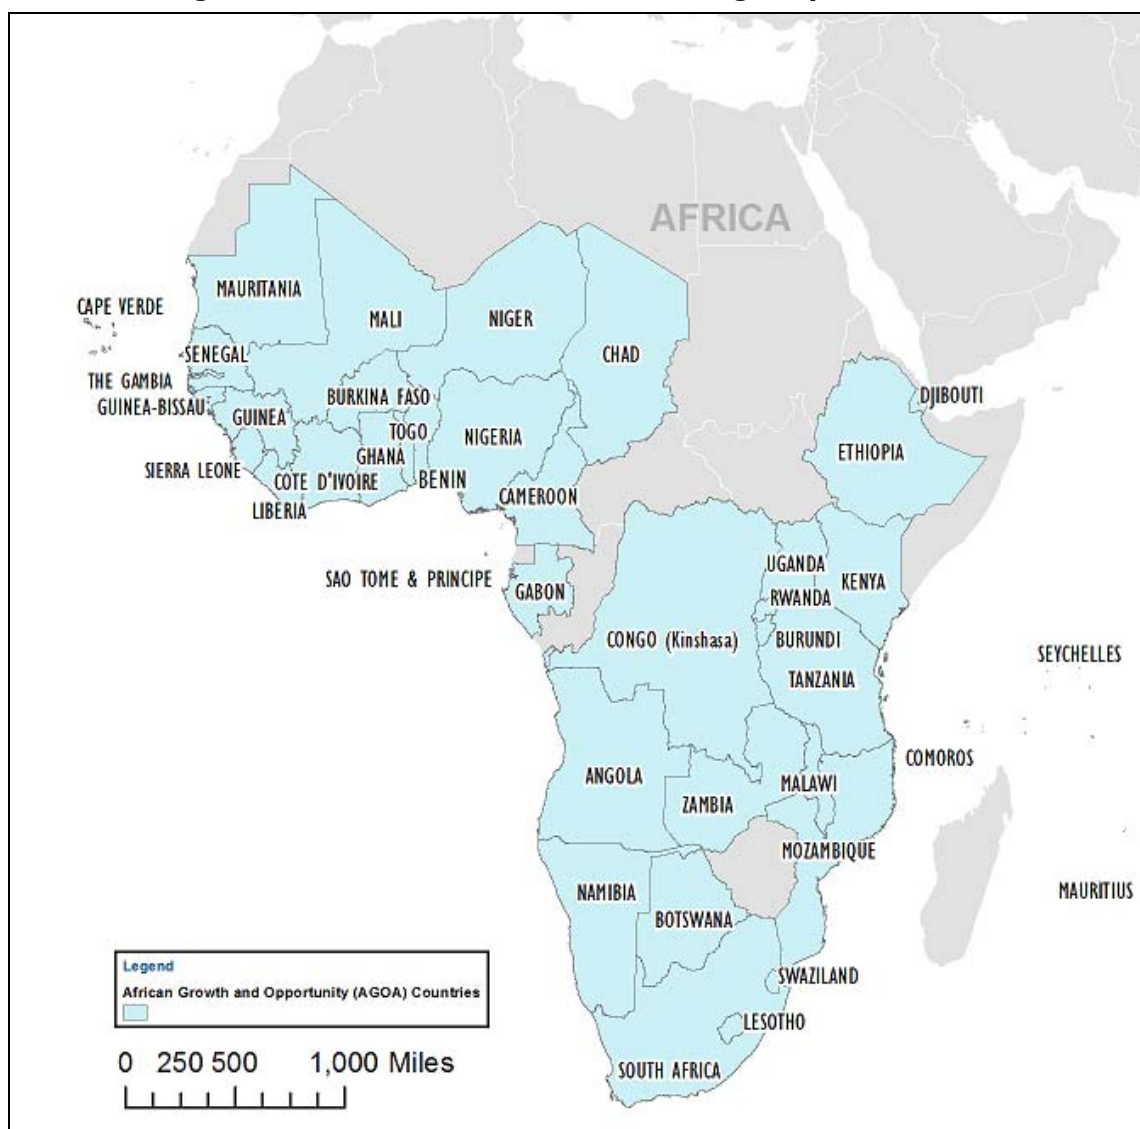 AFRICA
MAURITANIA
CAPE VERDE
MALI
NIGER
CHAD
SENEGAL
THE GAMBIA
BURKINA FASO
DJIBOUTI
GUINEA-BISSAU
GUINEA
TOGO
NIGERIA
ETHIOPIA
GHANA
SIERRA LEONE
COTE D'IVOIRE
BENIN
CAMEROON
LIBERIA
UGANDA
SAO TOME & PRINCIPE
GABON
KENYA
RWANDA
CONGO (Kinshasa)
BURUNDI
SEYCHELLES
TANZANIA
COMOROS
ANGOLA
MALAWI
ZAMBIA
MOZAMBIQUE
NAMIBIA
MAURITIUS
BOTSWANA
Legend
SWAZILAND
African Growth and Opportunity (AGOA) Countries
LESOTHO
0 250 500 1,000 Miles
SOUTH AFRICA